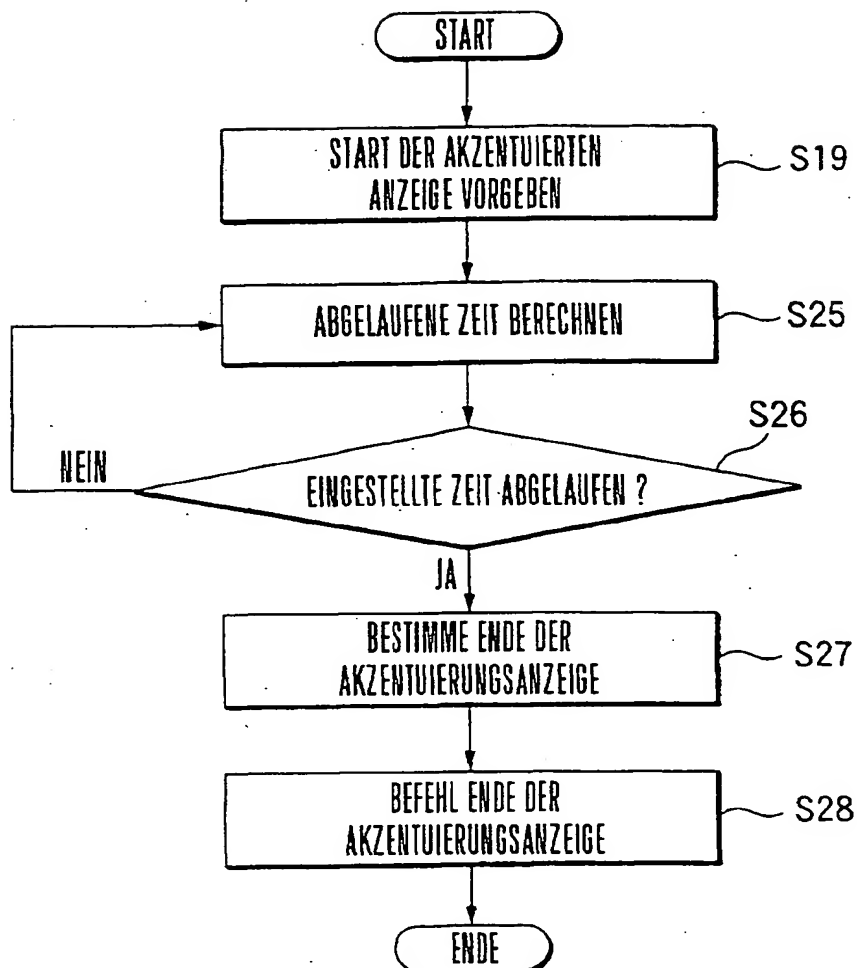 START
START DER AKZENTUIERTEN
ANZEIGE VORGEBEN
S19
ABGELAUFENE ZEIT BERECHNEN
S25
S26
NEIN
EINGESTELLTE ZEIT ABGELAUFEN ?
JA
BESTIMME ENDE DER
AKZENTUIERUNGSANZEIGE
S27
BEFEHL ENDE DER
AKZENTUIERUNGSANZEIGE
S28
ENDE